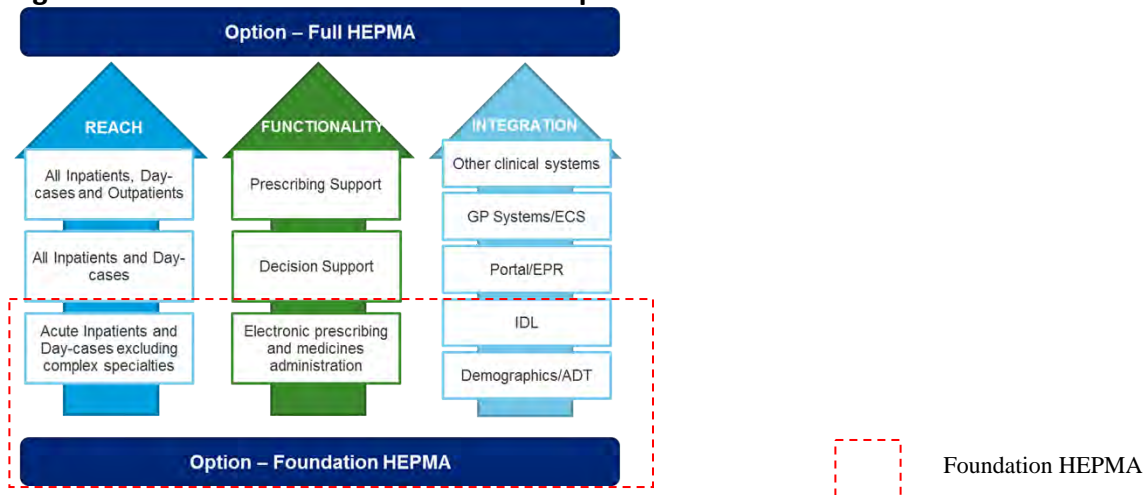 Option – Full HEPMA
REACH
All Inpatients, Day-
cases and Outpatients
All Inpatients and Day-
cases
Acute Inpatients and
Day-cases excluding
complex specialties
FUNCTIONALITY
Prescribing Support
Decision Support
Electronic prescribing
and medicines
administration
INTEGRATION
Other clinical systems
GP Systems/ECS
Portal/EPR
IDL
Demographics/ADT
Option – Foundation HEPMA
Foundation HEPMA